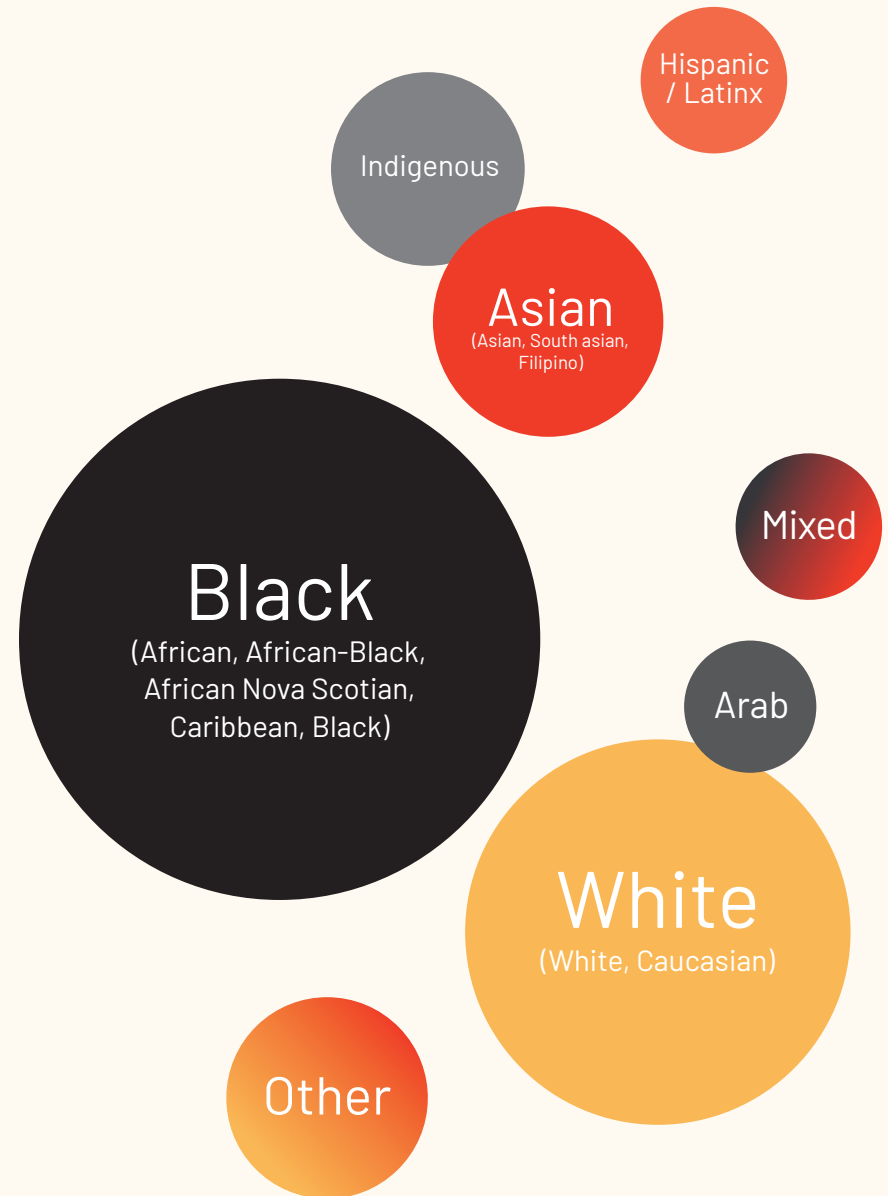 Hispanic
/ Latinx
Indigenous
Asian
(Asian, South asian,
Filipino)
Mixed
Black
(African, African-Black,
African Nova Scotian,
Caribbean, Black)
Arab
White
(White, Caucasian)
Other